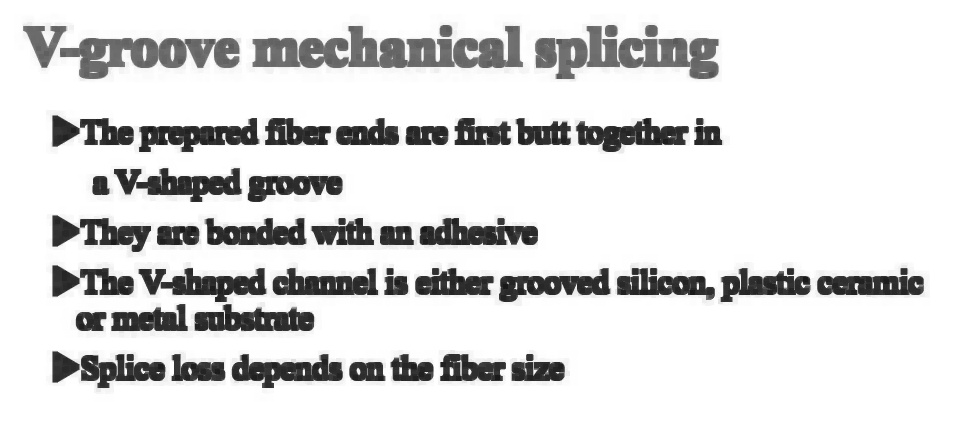 V-groove mechanical splicing
▶The prepared fiber ends are first butt together in
a V-shaped groove
▶They are bonded with an adhesive
▶The V-shaped channel is either grooved silicon, plastic ceramic
or metal substrate
▶Splice loss depends on the fiber size